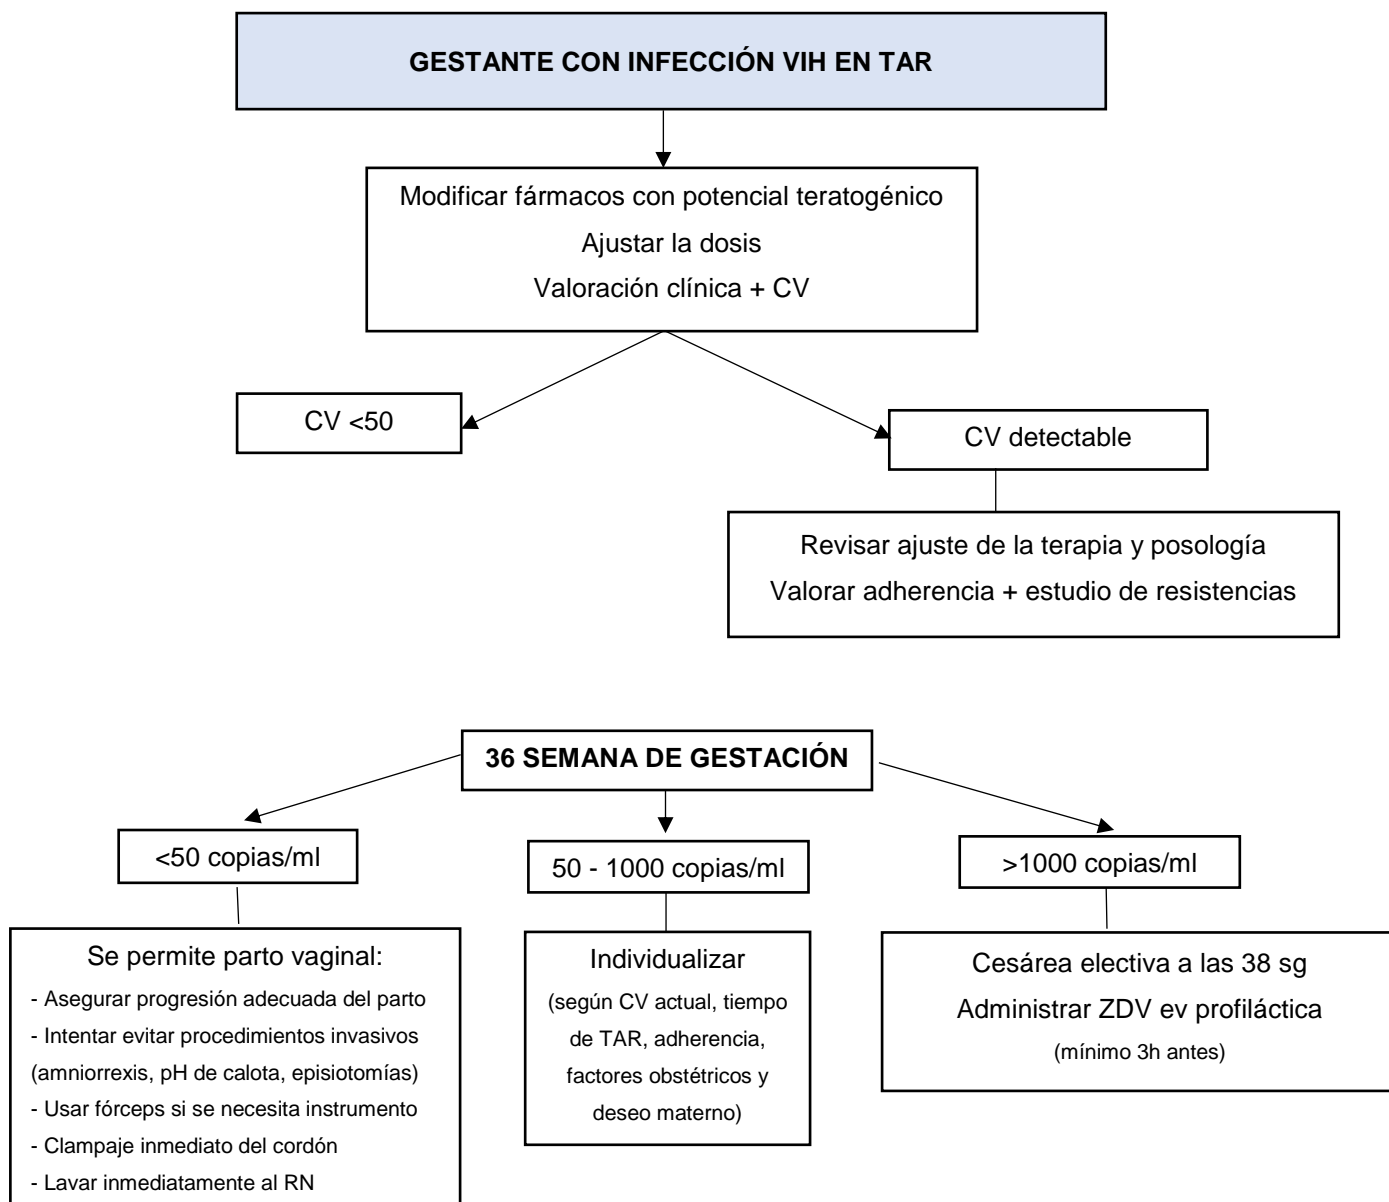 GESTANTE CON INFECCIÓN VIH EN TAR
Modificar fármacos con potencial teratogénico
Ajustar la dosis
Valoración clínica + CV
CV <50
CV detectable
Revisar ajuste de la terapia y posología
Valorar adherencia + estudio de resistencias
36 SEMANA DE GESTACIÓN
<50 copias/ml
50 - 1000 copias/ml
>1000 copias/ml
Se permite parto vaginal:
- Asegurar progresión adecuada del parto
- Intentar evitar procedimientos invasivos
(amniorrexis, pH de calota, episiotomías)
- Usar fórceps si se necesita instrumento
- Clampaje inmediato del cordón
- Lavar inmediatamente al RN
Individualizar
(según CV actual, tiempo
de TAR, adherencia,
factores obstétricos y
deseo materno)
Cesárea electiva a las 38 sg
Administrar ZDV ev profiláctica
(mínimo 3h antes)